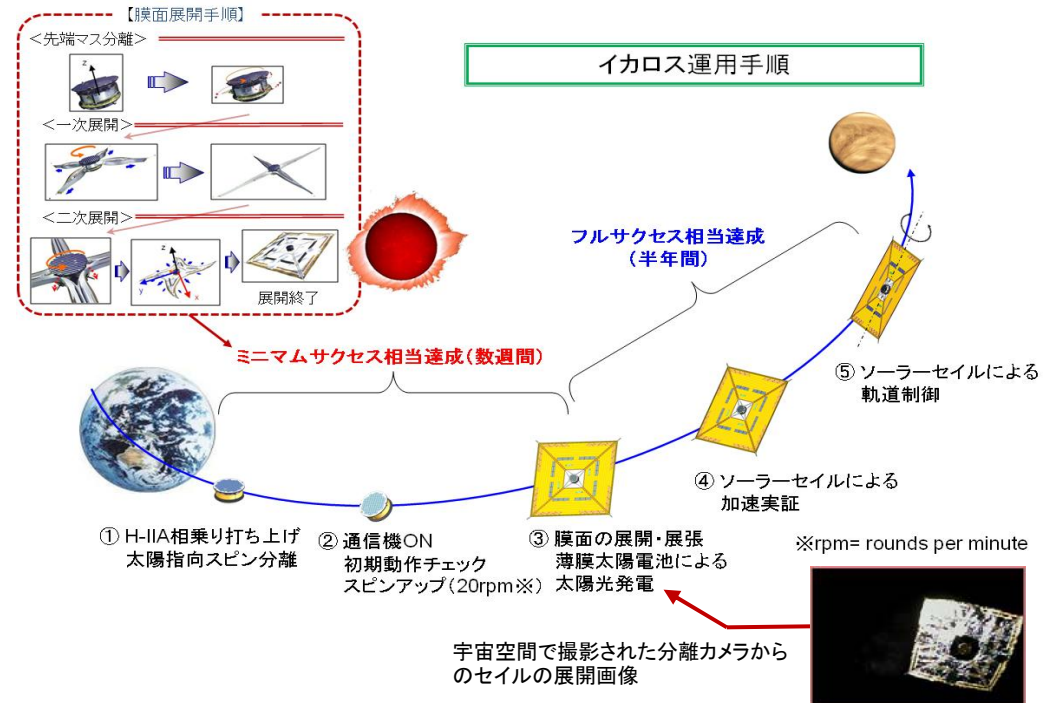 【膜面展開手順】
＜先端マス分離＞
z
＜一次展開＞
＜二次展開＞
z
y
x
展開終了
イカロス運用手順
フルサクセス相当達成
（半年間）
ミニマムサクセス相当達成（数週間）
① H-IIA相乗り打ち上げ
太陽指向スピン分離
② 通信機ON
初期動作チェック
スピンアップ（20rpm※）
③ 膜面の展開・展張
薄膜太陽電池による
太陽光発電
④ ソーラーセイルによる
加速実証
⑤ ソーラーセイルによる
軌道制御
※rpm= rounds per minute
宇宙空間で撮影された分離カメラから
のセイルの展開画像